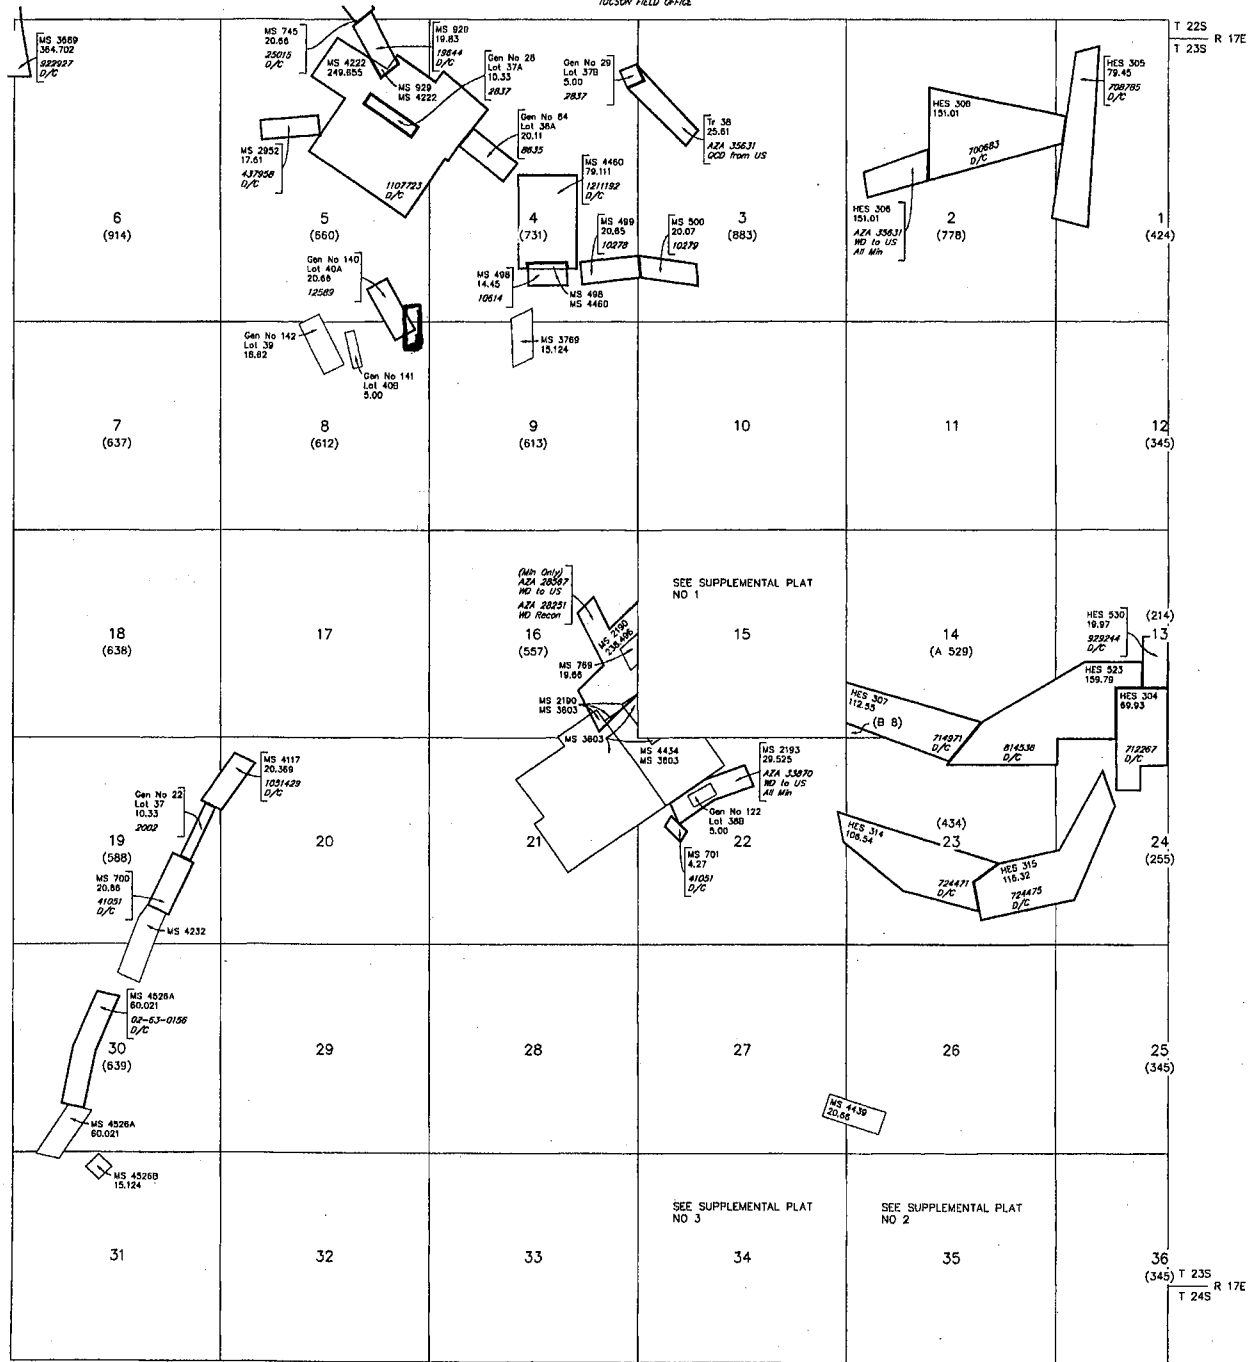 TUCSON FIELD OFFICE
T 22S
R 17E
T 23S
MS 3689
364.702
922927
D/C
MS 745
20.66
25015
D/C
MS 929
19.83
19644
D/C
MS 4222
249.655
MS 929
MS 4222
Gen No 28
Lot 37A
10.33
2837
Gen No 29
Lot 37B
5.00
2837
HES 305
79.45
708785
D/C
MS 2952
17.61
437958
D/C
Gen No 84
Lot 38A
20.11
8635
Tr 38
25.61
AZA 35631
QCD from US
HES 306
151.01
700683
D/C
1107723
D/C
MS 4460
79.111
1211192
D/C
HES 306
151.01
AZA 35631
WD to US
All Min
6
(914)
5
(660)
4
(731)
3
(883)
2
(778)
1
(424)
MS 499
20.65
10278
MS 500
20.07
10279
Gen No 140
Lot 40A
20.66
12589
MS 498
14.45
10614
MS 498
MS 4460
Gen No 142
Lot 39
18.82
Gen No 141
Lot 40B
5.00
MS 3769
15.124
7
(637)
8
(612)
9
(613)
10
11
12
(345)
(Min Only)
AZA 28567
WD to US
AZA 28251
WD Recon
SEE SUPPLEMENTAL PLAT
NO 1
18
(638)
17
16
(557)
15
14
(A 529)
(214)
13
HES 530
19.97
929244
D/C
MS 2190
238.496
MS 769
19.66
MS 2190
MS 3603
MS 3603
MS 4434
MS 3603
HES 307
112.55
(B 8)
714971
D/C
HES 523
159.79
814536
D/C
HES 304
69.93
712267
D/C
MS 4117
20.369
1051429
D/C
MS 2193
29.525
AZA 33870
WD to US
All Min
Gen No 22
Lot 37
10.33
2002
Gen No 122
Lot 38B
5.00
19
(588)
20
21
22
(434)
23
24
(255)
MS 701
4.27
41051
D/C
MS 700
20.66
41051
D/C
MS 4232
HES 314
106.54
724471
D/C
HES 315
116.32
724475
D/C
MS 4526A
60.021
02-63-0156
D/C
30
(639)
29
28
27
26
25
(345)
MS 4439
20.66
MS 4526A
60.021
MS 4526B
15.124
SEE SUPPLEMENTAL PLAT
NO 3
SEE SUPPLEMENTAL PLAT
NO 2
31
32
33
34
35
36
(345)
T 23S
R 17E
T 24S